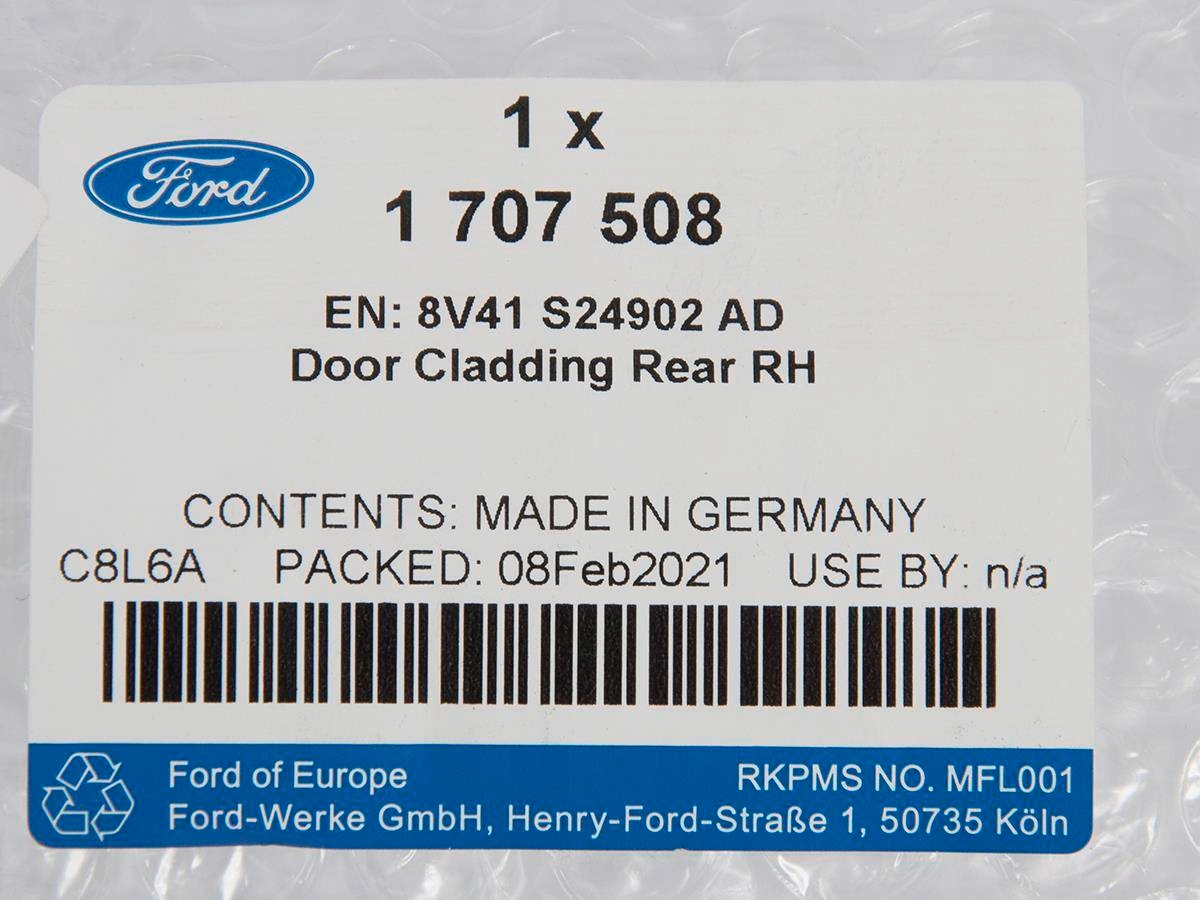 1 x
Ford
1 707 508
EN: 8V41 S24902 AD
Door Cladding Rear RH
CONTENTS: MADE IN GERMANY
C8L6A PACKED: 08Feb2021 USE BY: n/a
Ford of Europe RKPMS NO. MFL001
Ford-Werke GmbH, Henry-Ford-Straße 1, 50735 Köln